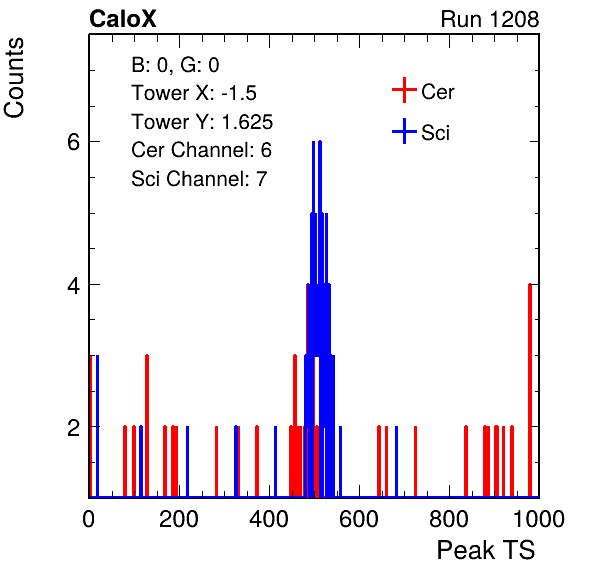 CaloX Run 1208
Counts
B: 0, G: 0
Tower X: -1.5
Tower Y: 1.625
Cer Channel: 6
Sci Channel: 7
Cer
Sci
6
4
2
0 200 400 600 800 1000
Peak TS